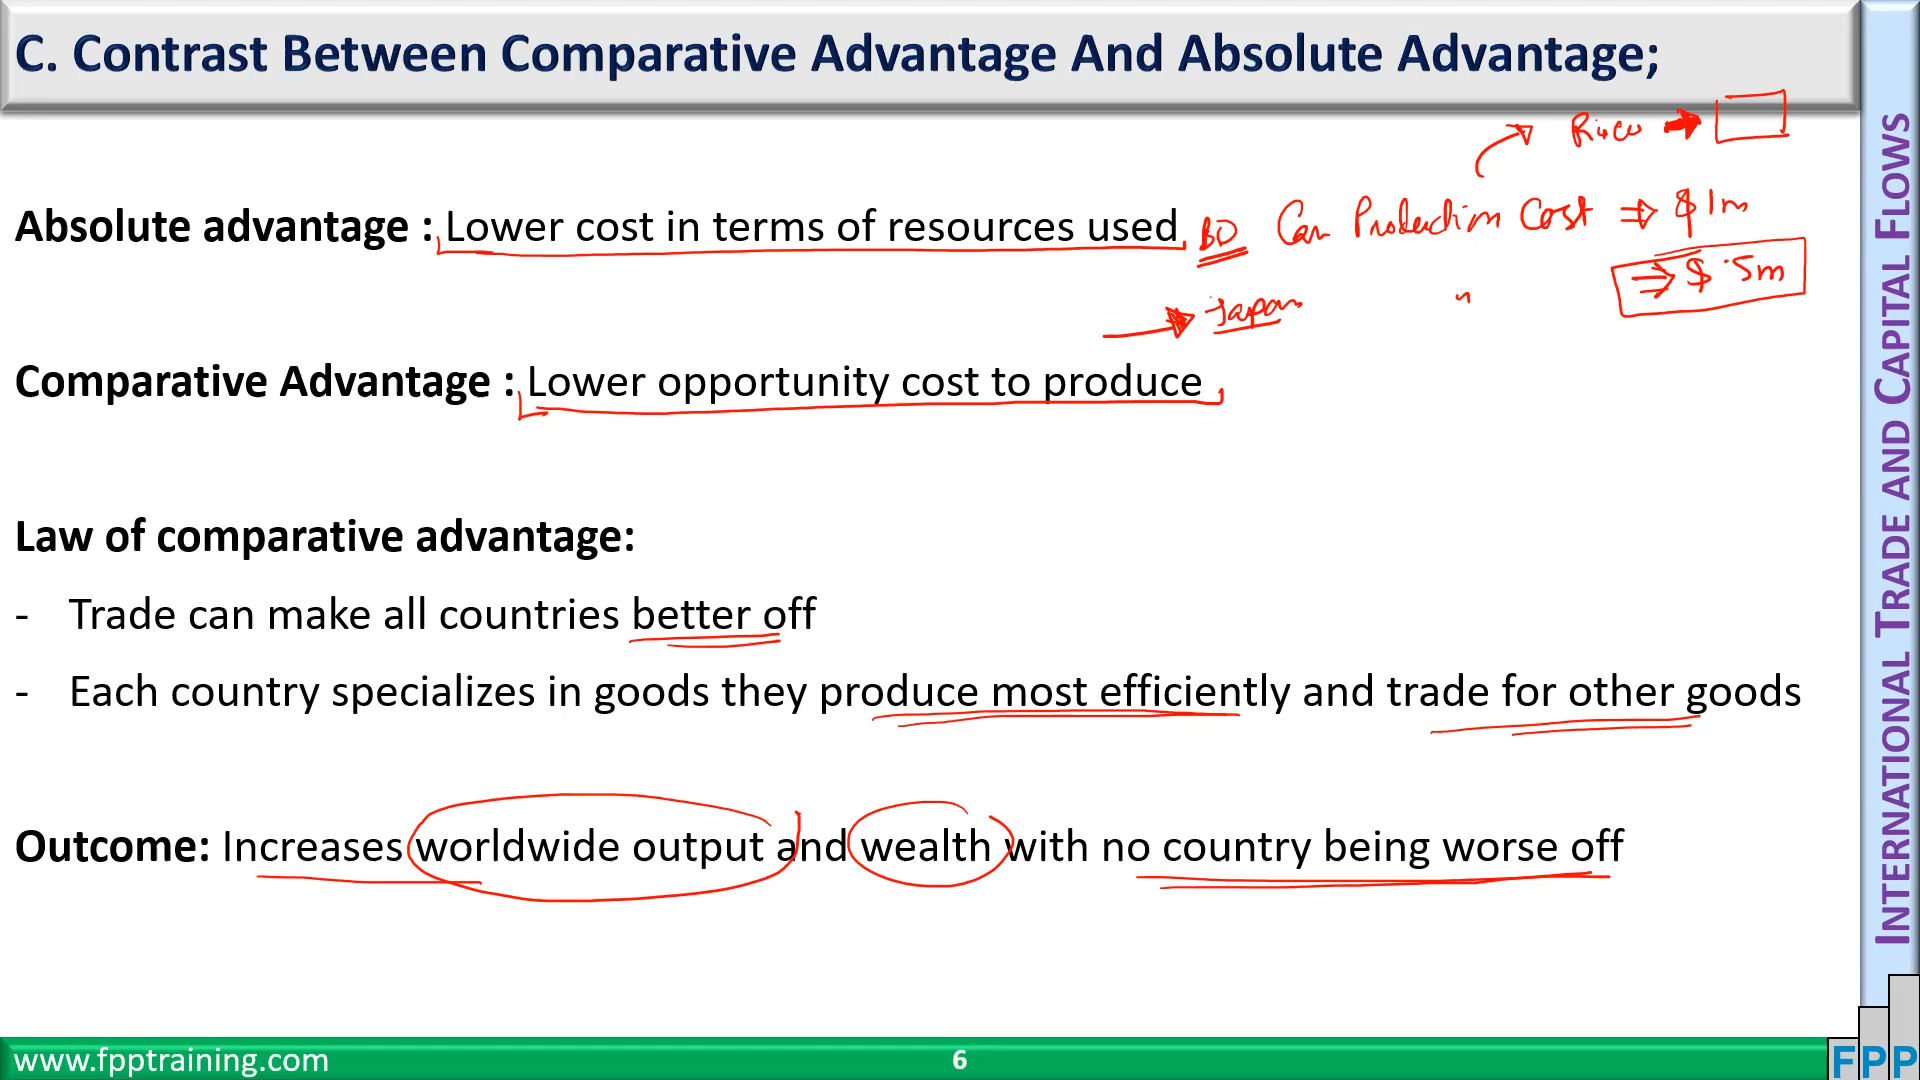 C. Contrast Between Comparative Advantage And Absolute Advantage;
Rice
Absolute advantage : Lower cost in terms of resources used
BD Car Production Cost ⇒ $ 1m
⇒ $ .5m
Japan "
Comparative Advantage : Lower opportunity cost to produce
Law of comparative advantage:
- Trade can make all countries better off
- Each country specializes in goods they produce most efficiently and trade for other goods
Outcome: Increases worldwide output and wealth with no country being worse off
INTERNATIONAL TRADE AND CAPITAL FLOWS
www.fpptraining.com
6
FPP